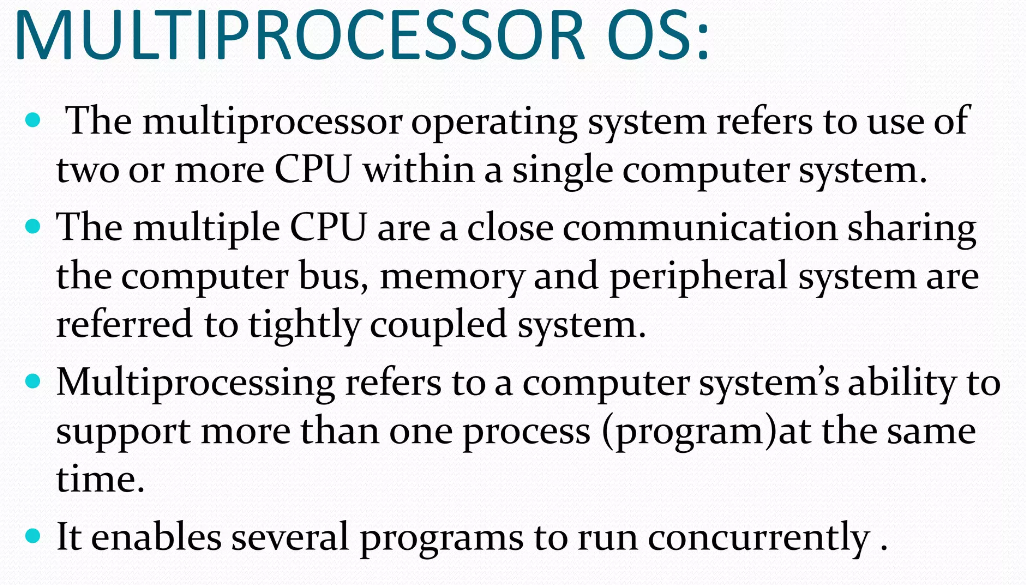 MULTIPROCESSOR OS:
The multiprocessor operating system refers to use of
two or more CPU within a single computer system.
The multiple CPU are a close communication sharing
the computer bus, memory and peripheral system are
referred to tightly coupled system.
Multiprocessing refers to a computer system’s ability to
support more than one process (program)at the same
time.
It enables several programs to run concurrently .